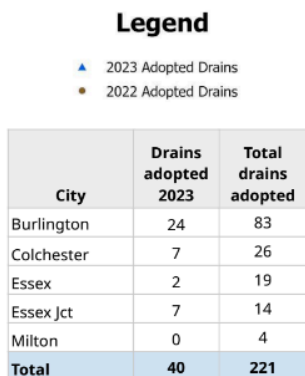 Legend
2023 Adopted Drains
2022 Adopted Drains
City Drains adopted 2023 Total drains adopted
Burlington 24 83
Colchester 7 26
Essex 2 19
Essex Jct 7 14
Milton 0 4
Total 40 221